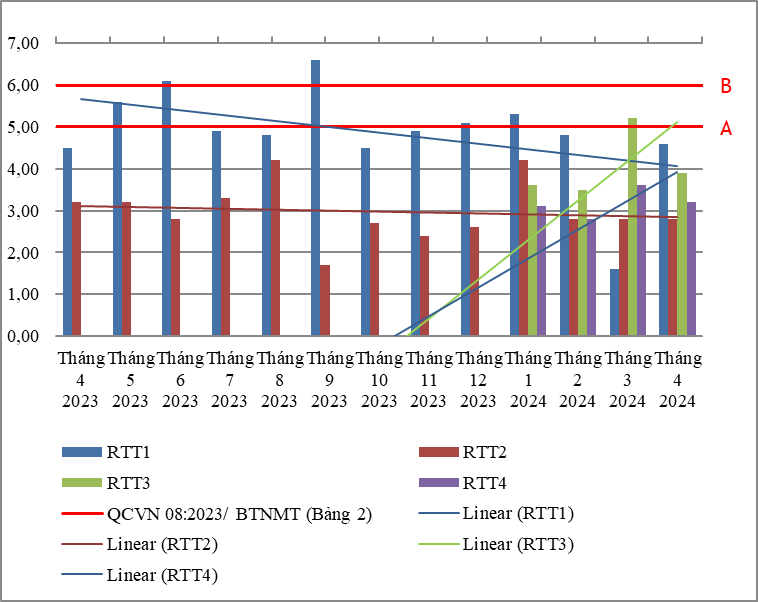 7,00
6,00
B
5,00
A
4,00
3,00
2,00
1,00
0,00
Tháng Tháng Tháng Tháng Tháng Tháng Tháng Tháng Tháng Tháng Tháng Tháng Tháng
4 5 6 7 8 9 10 11 12 1 2 3 4
2023 2023 2023 2023 2023 2023 2023 2023 2023 2024 2024 2024 2024
RTT1 RTT2
RTT3 RTT4
QCVN 08:2023/ BTNMT (Bảng 2) Linear (RTT1)
Linear (RTT2) Linear (RTT3)
Linear (RTT4)